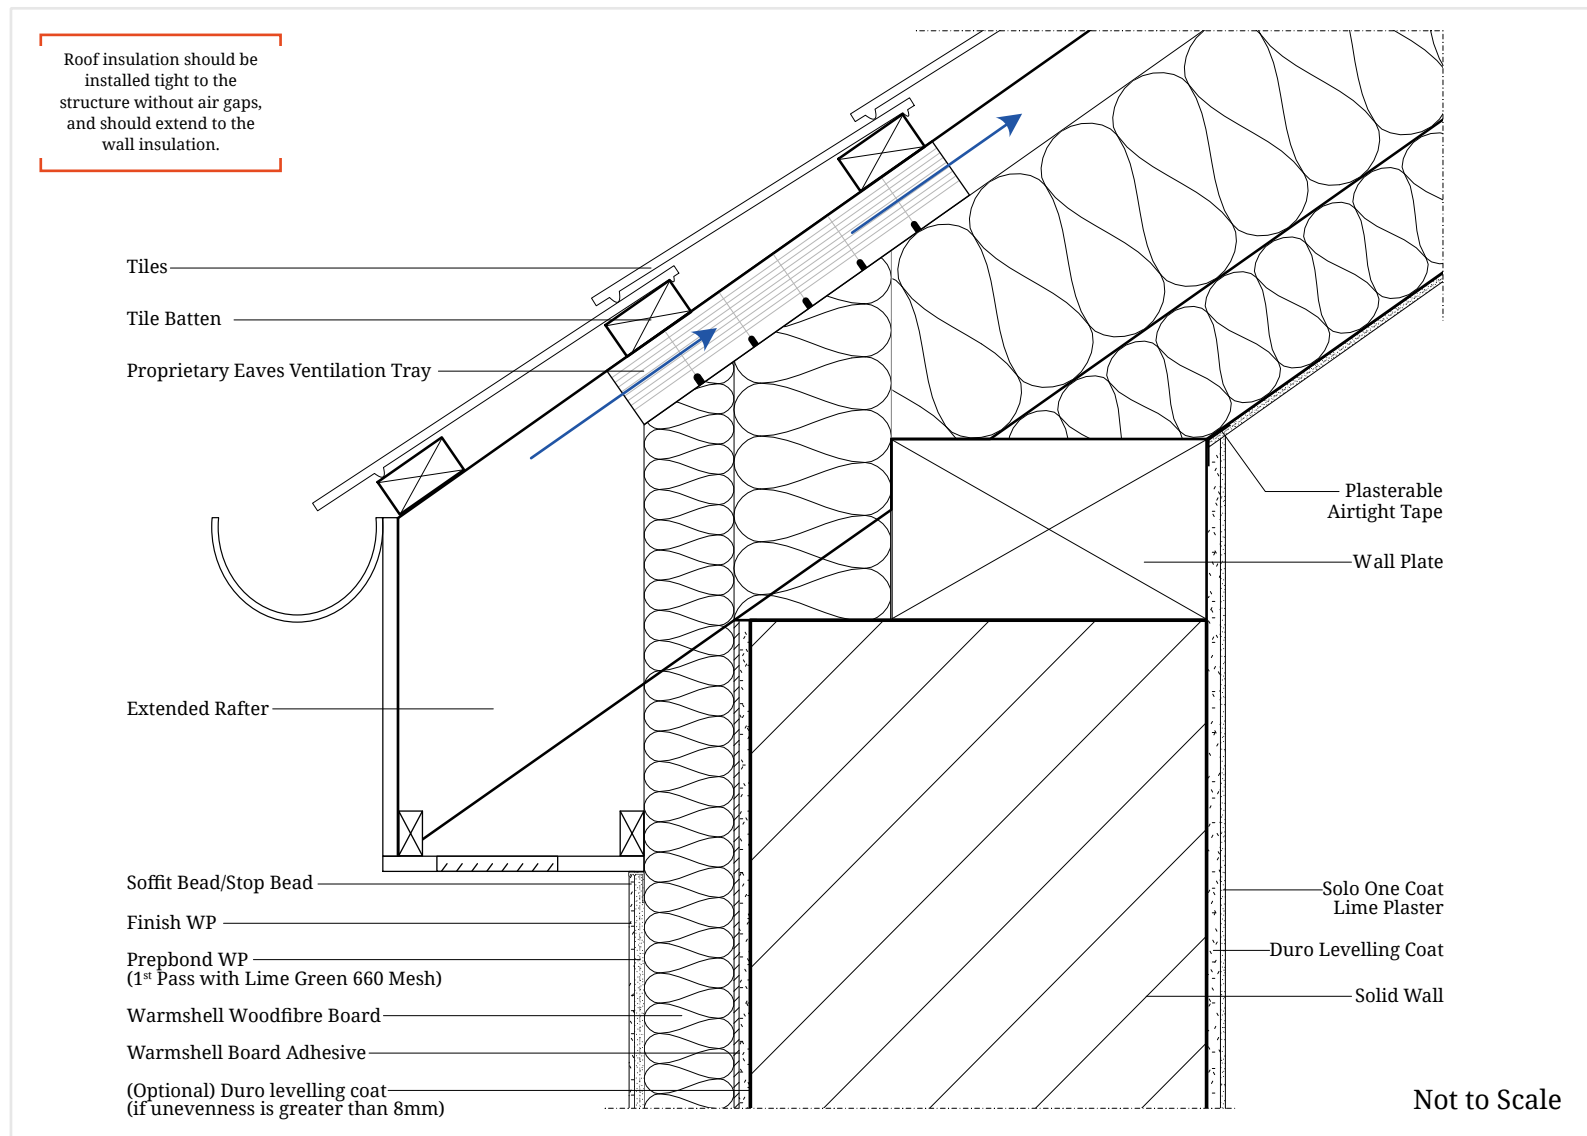 Roof insulation should be
installed tight to the
structure without air gaps,
and should extend to the
wall insulation.
Tiles
Tile Batten
Proprietary Eaves Ventilation Tray
Extended Rafter
Soffit Bead/Stop Bead
Finish WP
Prepbond WP
(1st Pass with Lime Green 660 Mesh)
Warmshell Woodfibre Board
Warmshell Board Adhesive
(Optional) Duro levelling coat
(if unevenness is greater than 8mm)
Plasterable
Airtight Tape
Wall Plate
Solo One Coat
Lime Plaster
Duro Levelling Coat
Solid Wall
Not to Scale